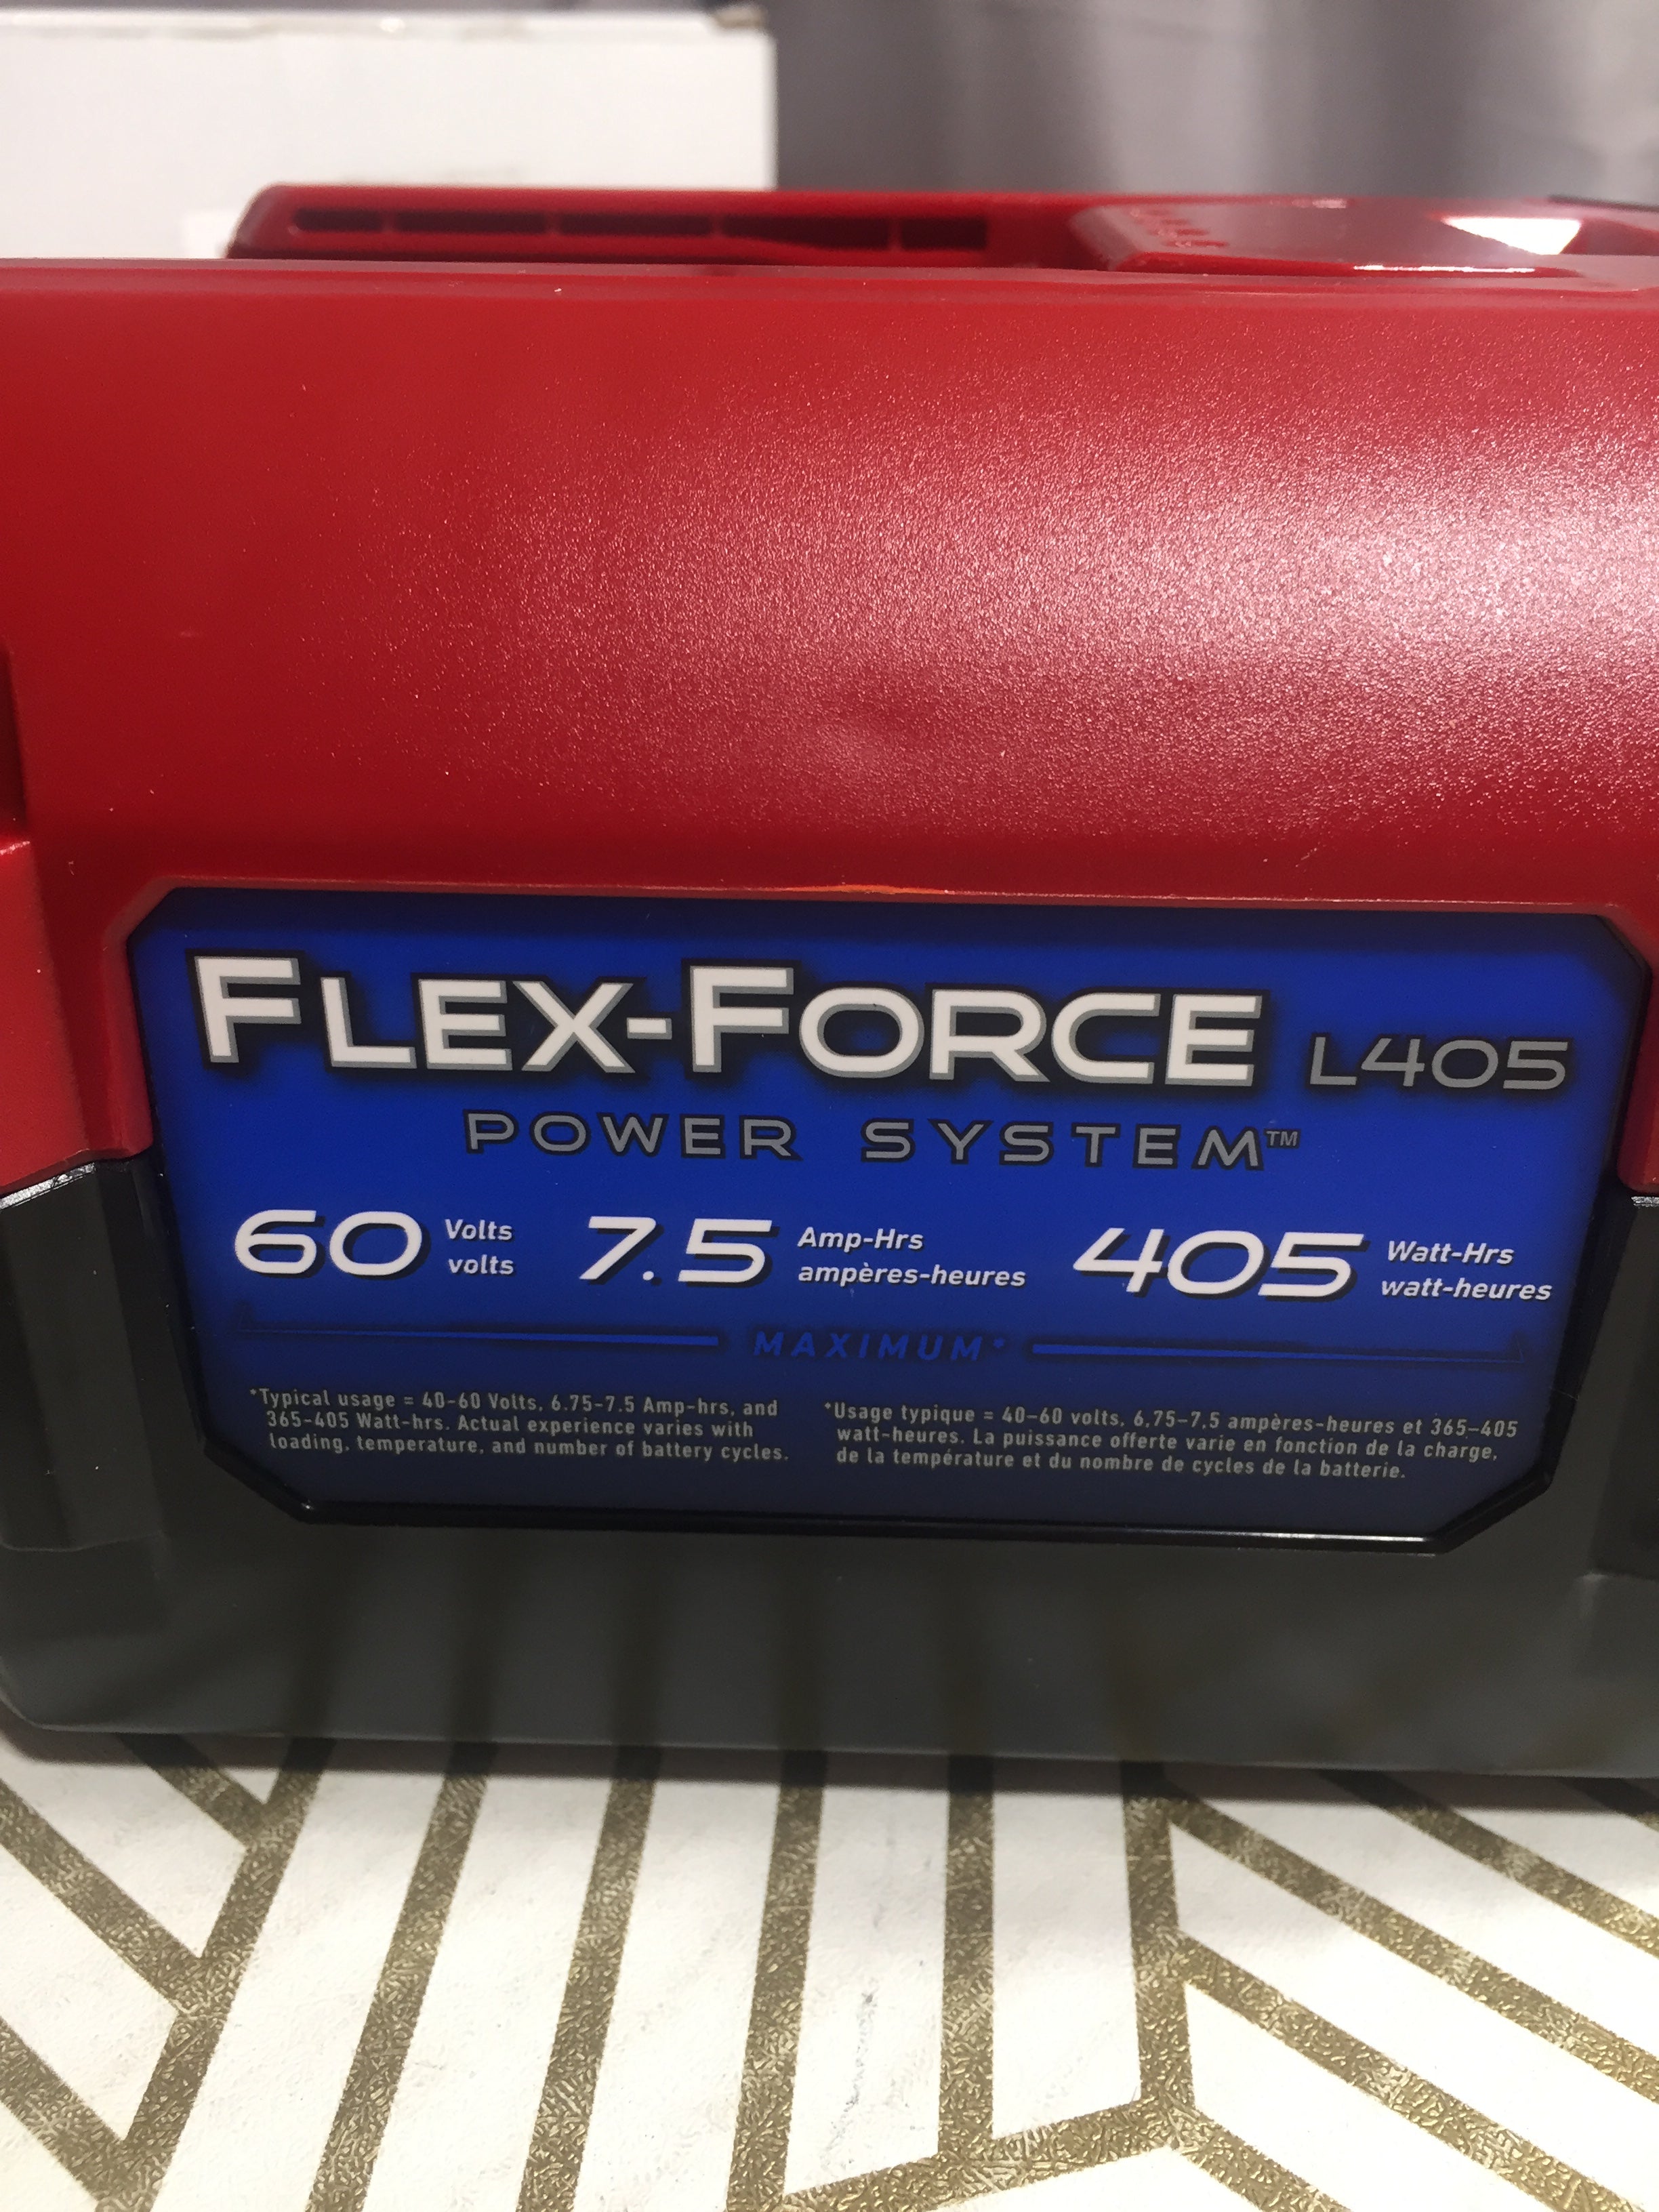 FLEX-FORCE L405
POWER SYSTEM™
60 Volts volts 7.5 Amp-Hrs ampères-heures 405 Watt-Hrs watt-heures
MAXIMUM*
*Typical usage = 40-60 Volts, 6.75-7.5 Amp-hrs, and
365-405 Watt-hrs. Actual experience varies with
loading, temperature, and number of battery cycles.
*Usage typique = 40-60 volts, 6.75-7.5 ampères-heures et 365-405
watt-heures. La puissance offerte varie en fonction de la charge,
de la température et du nombre de cycles de la batterie.